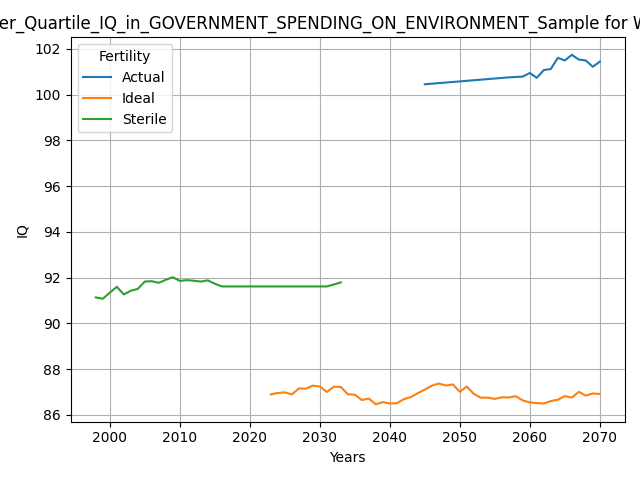 er_Quartile_IQ_in_GOVERNMENT_SPENDING_ON_ENVIRONMENT_Sample for
Fertility
Actual
Ideal
Sterile
102
100
98
96
94
92
90
88
86
IQ
2000 2010 2020 2030 2040 2050 2060 2070
Years